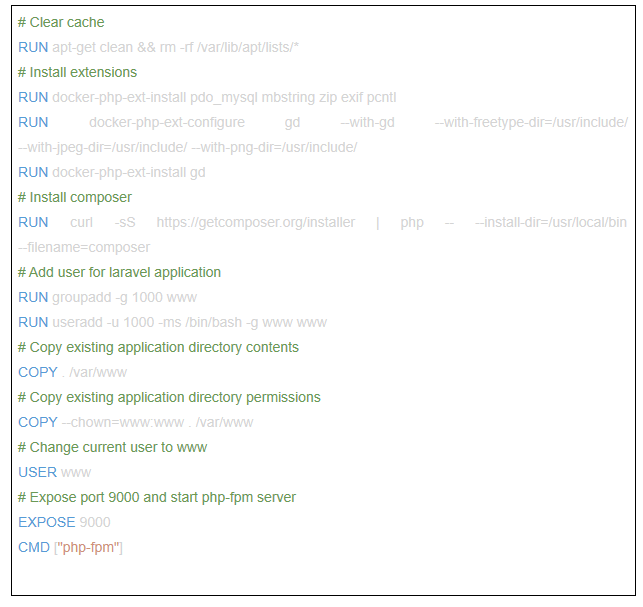 # Clear cache
RUN apt-get clean && rm -rf /var/lib/apt/lists/*
# Install extensions
RUN docker-php-ext-install pdo_mysql mbstring zip exif pcntl
RUN docker-php-ext-configure gd --with-gd --with-freetype-dir=/usr/include/
--with-jpeg-dir=/usr/include/ --with-png-dir=/usr/include/
RUN docker-php-ext-install gd
# Install composer
RUN curl -sS https://getcomposer.org/installer | php -- --install-dir=/usr/local/bin
--filename=composer
# Add user for laravel application
RUN groupadd -g 1000 www
RUN useradd -u 1000 -ms /bin/bash -g www www
# Copy existing application directory contents
COPY . /var/www
# Copy existing application directory permissions
COPY --chown=www:www . /var/www
# Change current user to www
USER www
# Expose port 9000 and start php-fpm server
EXPOSE 9000
CMD ["php-fpm"]